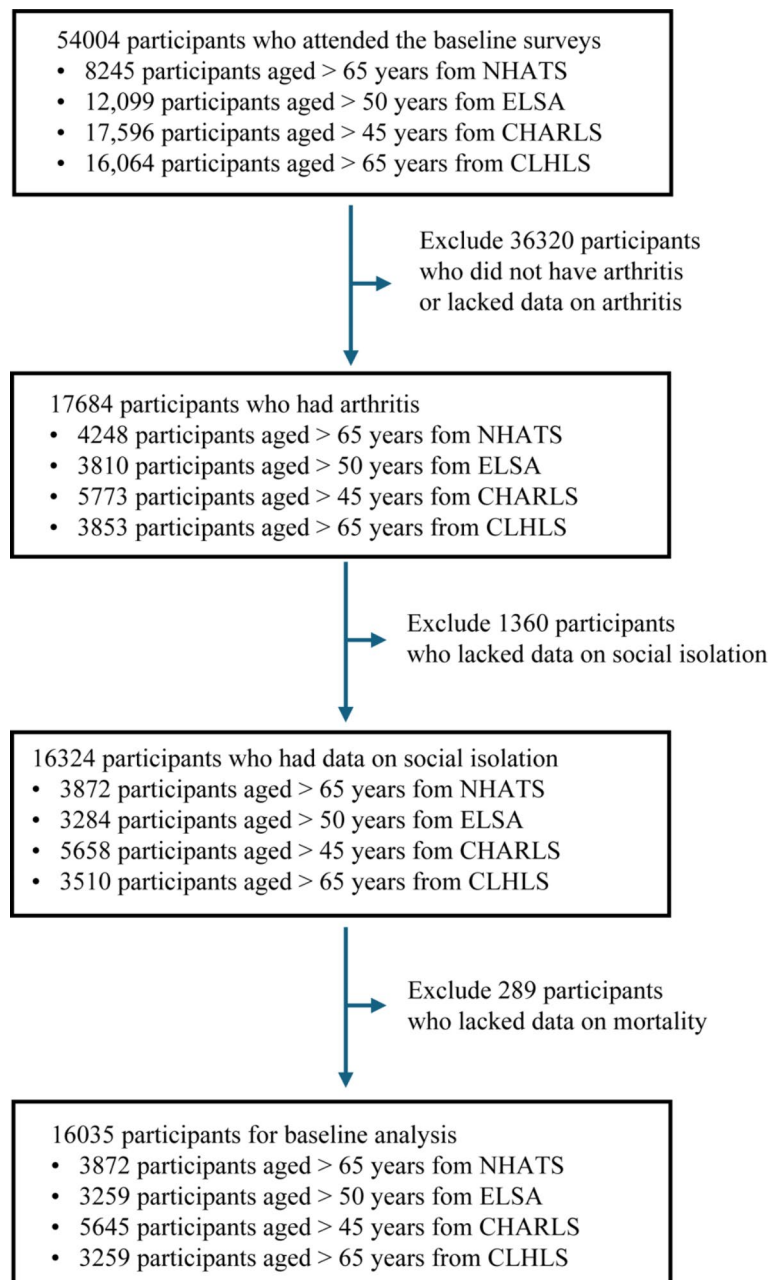 54004 participants who attended the baseline surveys
• 8245 participants aged > 65 years fom NHATS
• 12,099 participants aged > 50 years fom ELSA
• 17,596 participants aged > 45 years fom CHARLS
• 16,064 participants aged > 65 years from CLHLS
Exclude 36320 participants
who did not have arthritis
or lacked data on arthritis
17684 participants who had arthritis
• 4248 participants aged > 65 years fom NHATS
• 3810 participants aged > 50 years fom ELSA
• 5773 participants aged > 45 years fom CHARLS
• 3853 participants aged > 65 years from CLHLS
Exclude 1360 participants
who lacked data on social isolation
16324 participants who had data on social isolation
• 3872 participants aged > 65 years fom NHATS
• 3284 participants aged > 50 years fom ELSA
• 5658 participants aged > 45 years fom CHARLS
• 3510 participants aged > 65 years from CLHLS
Exclude 289 participants
who lacked data on mortality
16035 participants for baseline analysis
• 3872 participants aged > 65 years fom NHATS
• 3259 participants aged > 50 years fom ELSA
• 5645 participants aged > 45 years fom CHARLS
• 3259 participants aged > 65 years from CLHLS